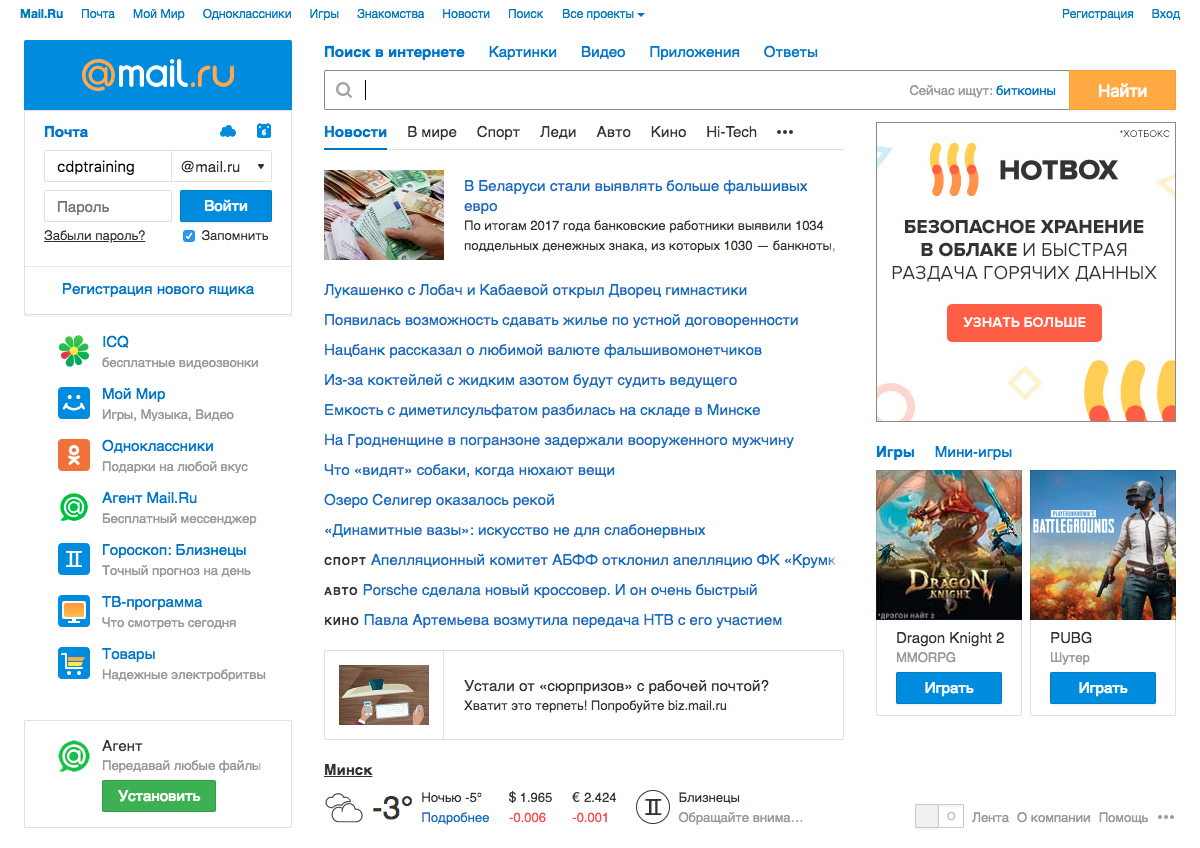 Mail.Ru Почта Мой Мир Одноклассники Игры Знакомства Новости Поиск Все проекты Регистрация Вход
@mail.ru
Почта
6
cdptraining @mail.ru
Пароль Войти
Забыли пароль? Запомнить
Регистрация нового ящика
ICQ
бесплатные видеозвонки
Мой Мир
Игры, Музыка, Видео
Одноклассники
Подарки на любой вкус
Агент Mail.Ru
Бесплатный мессенджер
Гороскоп: Близнецы
Точный прогноз на день
ТВ-программа
Что смотреть сегодня
Товары
Надежные электробритвы
Агент
Передавай любые файлы
Установить
Поиск в интернете Картинки Видео Приложения Ответы
Сейчас ищут: биткоины Найти
Новости В мире Спорт Леди Авто Кино Hi-Tech •••
В Беларуси стали выявлять больше фальшивых
евро
По итогам 2017 года банковские работники выявили 1034
поддельных денежных знака, из которых 1030 — банкноты,
Лукашенко с Лобач и Кабаевой открыл Дворец гимнастики
Появилась возможность сдавать жилье по устной договоренности
Нацбанк рассказал о любимой валюте фальшивомонетчиков
Из-за коктейлей с жидким азотом будут судить ведущего
Емкость с диметилсульфатом разбилась на складе в Минске
На Гродненщине в погранзоне задержали вооруженного мужчину
Что «видят» собаки, когда нюхают вещи
Озеро Селигер оказалось рекой
«Динамитные вазы»: искусство не для слабонервных
СПОРТ Апелляционный комитет АБФФ отклонил апелляцию ФК «Крумк
АВТО Porsche сделала новый кроссовер. И он очень быстрый
КИНО Павла Артемьева возмутила передача НТВ с его участием
Устали от «сюрпризов» с рабочей почтой?
Хватит это терпеть! Попробуйте biz.mail.ru
Минск
-3° Ночью -5° $ 1.965 € 2.424 Близнецы
Подробнее -0.006 -0.001 Обращайте внима...
*ХОТБОКС
HOTBOX
БЕЗОПАСНОЕ ХРАНЕНИЕ
В ОБЛАКЕ И БЫСТРАЯ
РАЗДАЧА ГОРЯЧИХ ДАННЫХ
УЗНАТЬ БОЛЬШЕ
Игры Мини-игры
DRAGON
KNIGHT
*ДРЭГОН НАЙТ 2
PLAYERUNKNOWN'S
BATTLEGROUNDS
Dragon Knight 2
MMORPG
Играть
PUBG
Шутер
Играть
Лента О компании Помощь •••